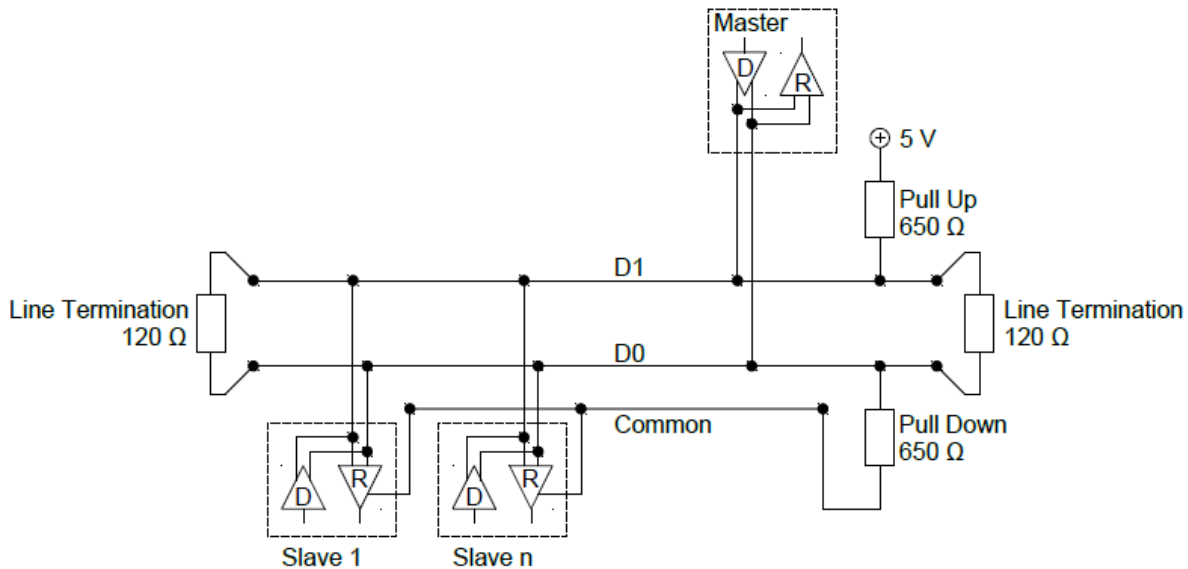 Master
D
R
5 V
Pull Up
650 Ω
D1
Line Termination
120 Ω
Line Termination
120 Ω
D0
Common
Pull Down
650 Ω
D
R
D
R
Slave 1
Slave n